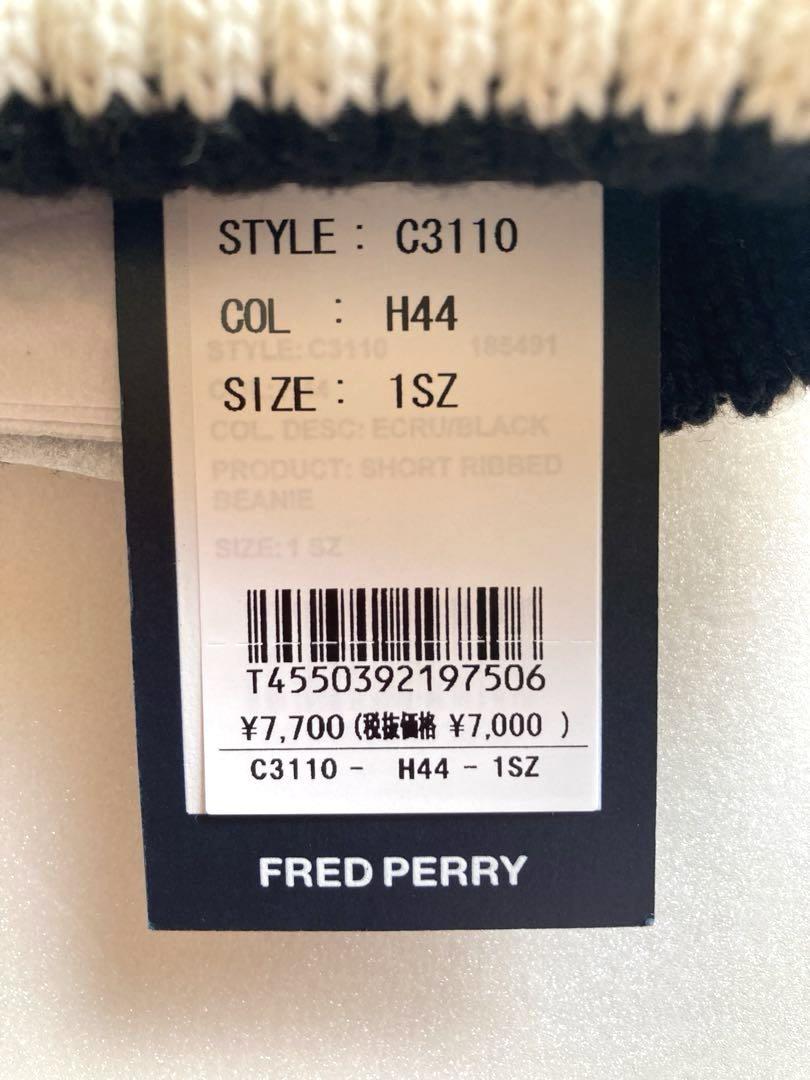 STYLE : C3110
COL : H44
STYLE: C3110 185491
SIZE : 1SZ
COL. DESC: ECRU/BLACK
PRODUCT: SHORT RIBBED
BEANIE
SIZE: 1 SZ
T4550392197506
¥7,700 (税抜価格 ¥7,000 )
C3110 - H44 - 1SZ
FRED PERRY